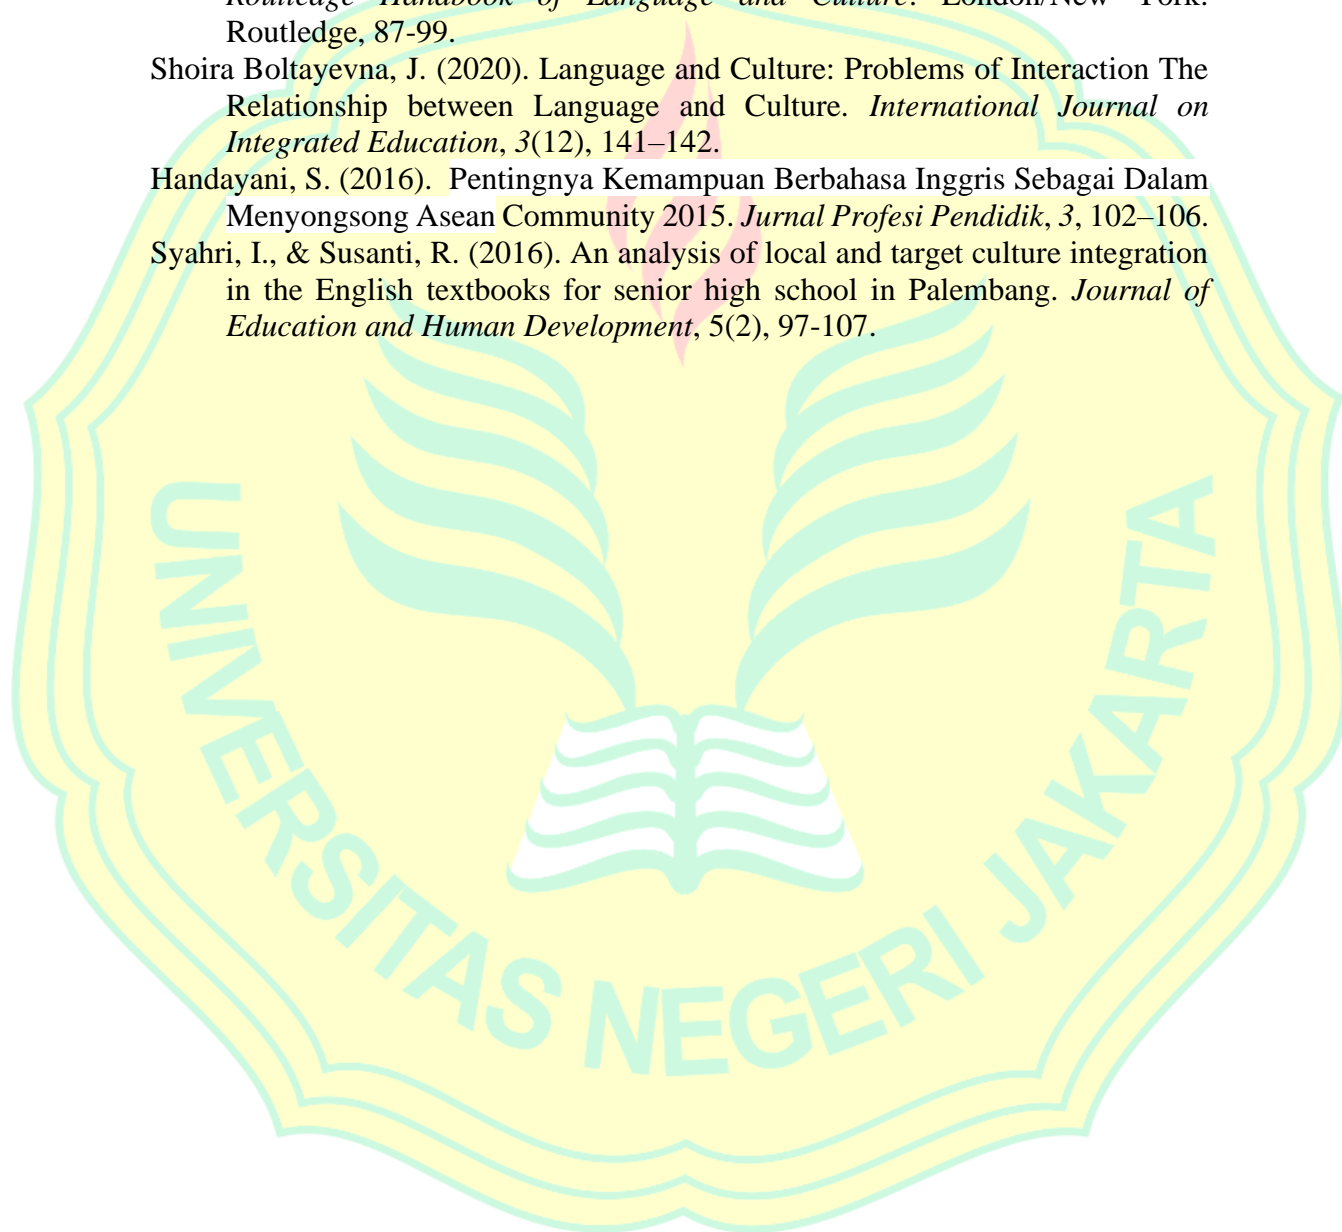 Routledge Handbook of Language and Culture. London/New York:
Routledge, 87-99.
Shoira Boltayevna, J. (2020). Language and Culture: Problems of Interaction The
Relationship between Language and Culture. International Journal on
Integrated Education, 3(12), 141–142.
Handayani, S. (2016). Pentingnya Kemampuan Berbahasa Inggris Sebagai Dalam
Menyongsong Asean Community 2015. Jurnal Profesi Pendidik, 3, 102–106.
Syahri, I., & Susanti, R. (2016). An analysis of local and target culture integration
in the English textbooks for senior high school in Palembang. Journal of
Education and Human Development, 5(2), 97-107.
UNIVERSITAS NEGERI JAKARTA